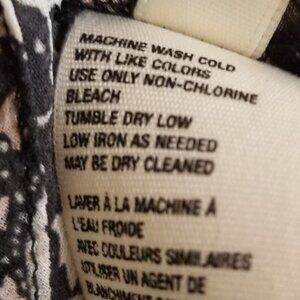 MACHINE WASH COLD
WITH LIKE COLORS
USE ONLY NON-CHLORINE
BLEACH
TUMBLE DRY LOW
LOW IRON AS NEEDED
MAY BE DRY CLEANED
LAVER À LA MACHINE À
L'EAU FROIDE
AVEC COULEURS SIMILAIRES
UTILISER UN AGENT DE
BLANCHIMENT